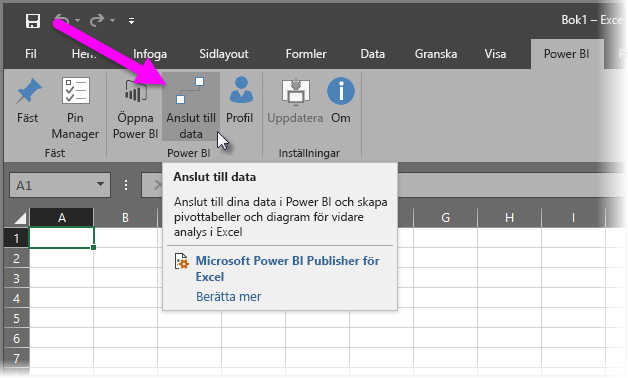 Bok1 – Exce
Fil Hem Infoga Sidlayout Formler Data Granska Visa Power BI
Fäst
Pin
Manager
Öppna
Power BI
Anslut till
data
Profil
Uppdatera
Om
Fäst Power BI Inställningar
A1
Anslut till data
Anslut till dina data i Power BI och skapa
pivottabeller och diagram för vidare
analys i Excel
Microsoft Power BI Publisher för
Excel
Berätta mer
A B G H I
1
2
3
4
5
6
7